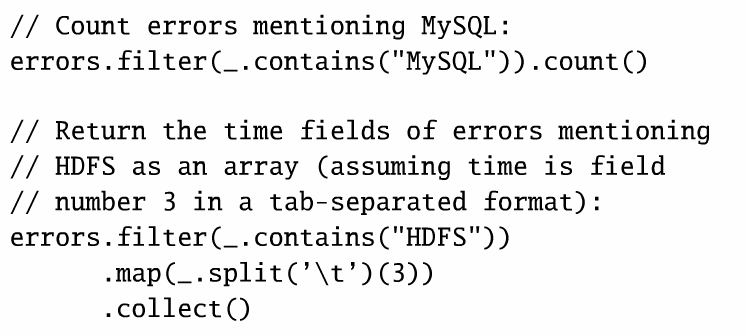 // Count errors mentioning MySQL:
errors.filter(_.contains("MySQL")).count()

// Return the time fields of errors mentioning
// HDFS as an array (assuming time is field
// number 3 in a tab-separated format):
errors.filter(_.contains("HDFS"))
      .map(_.split(’\t’)(3))
      .collect()